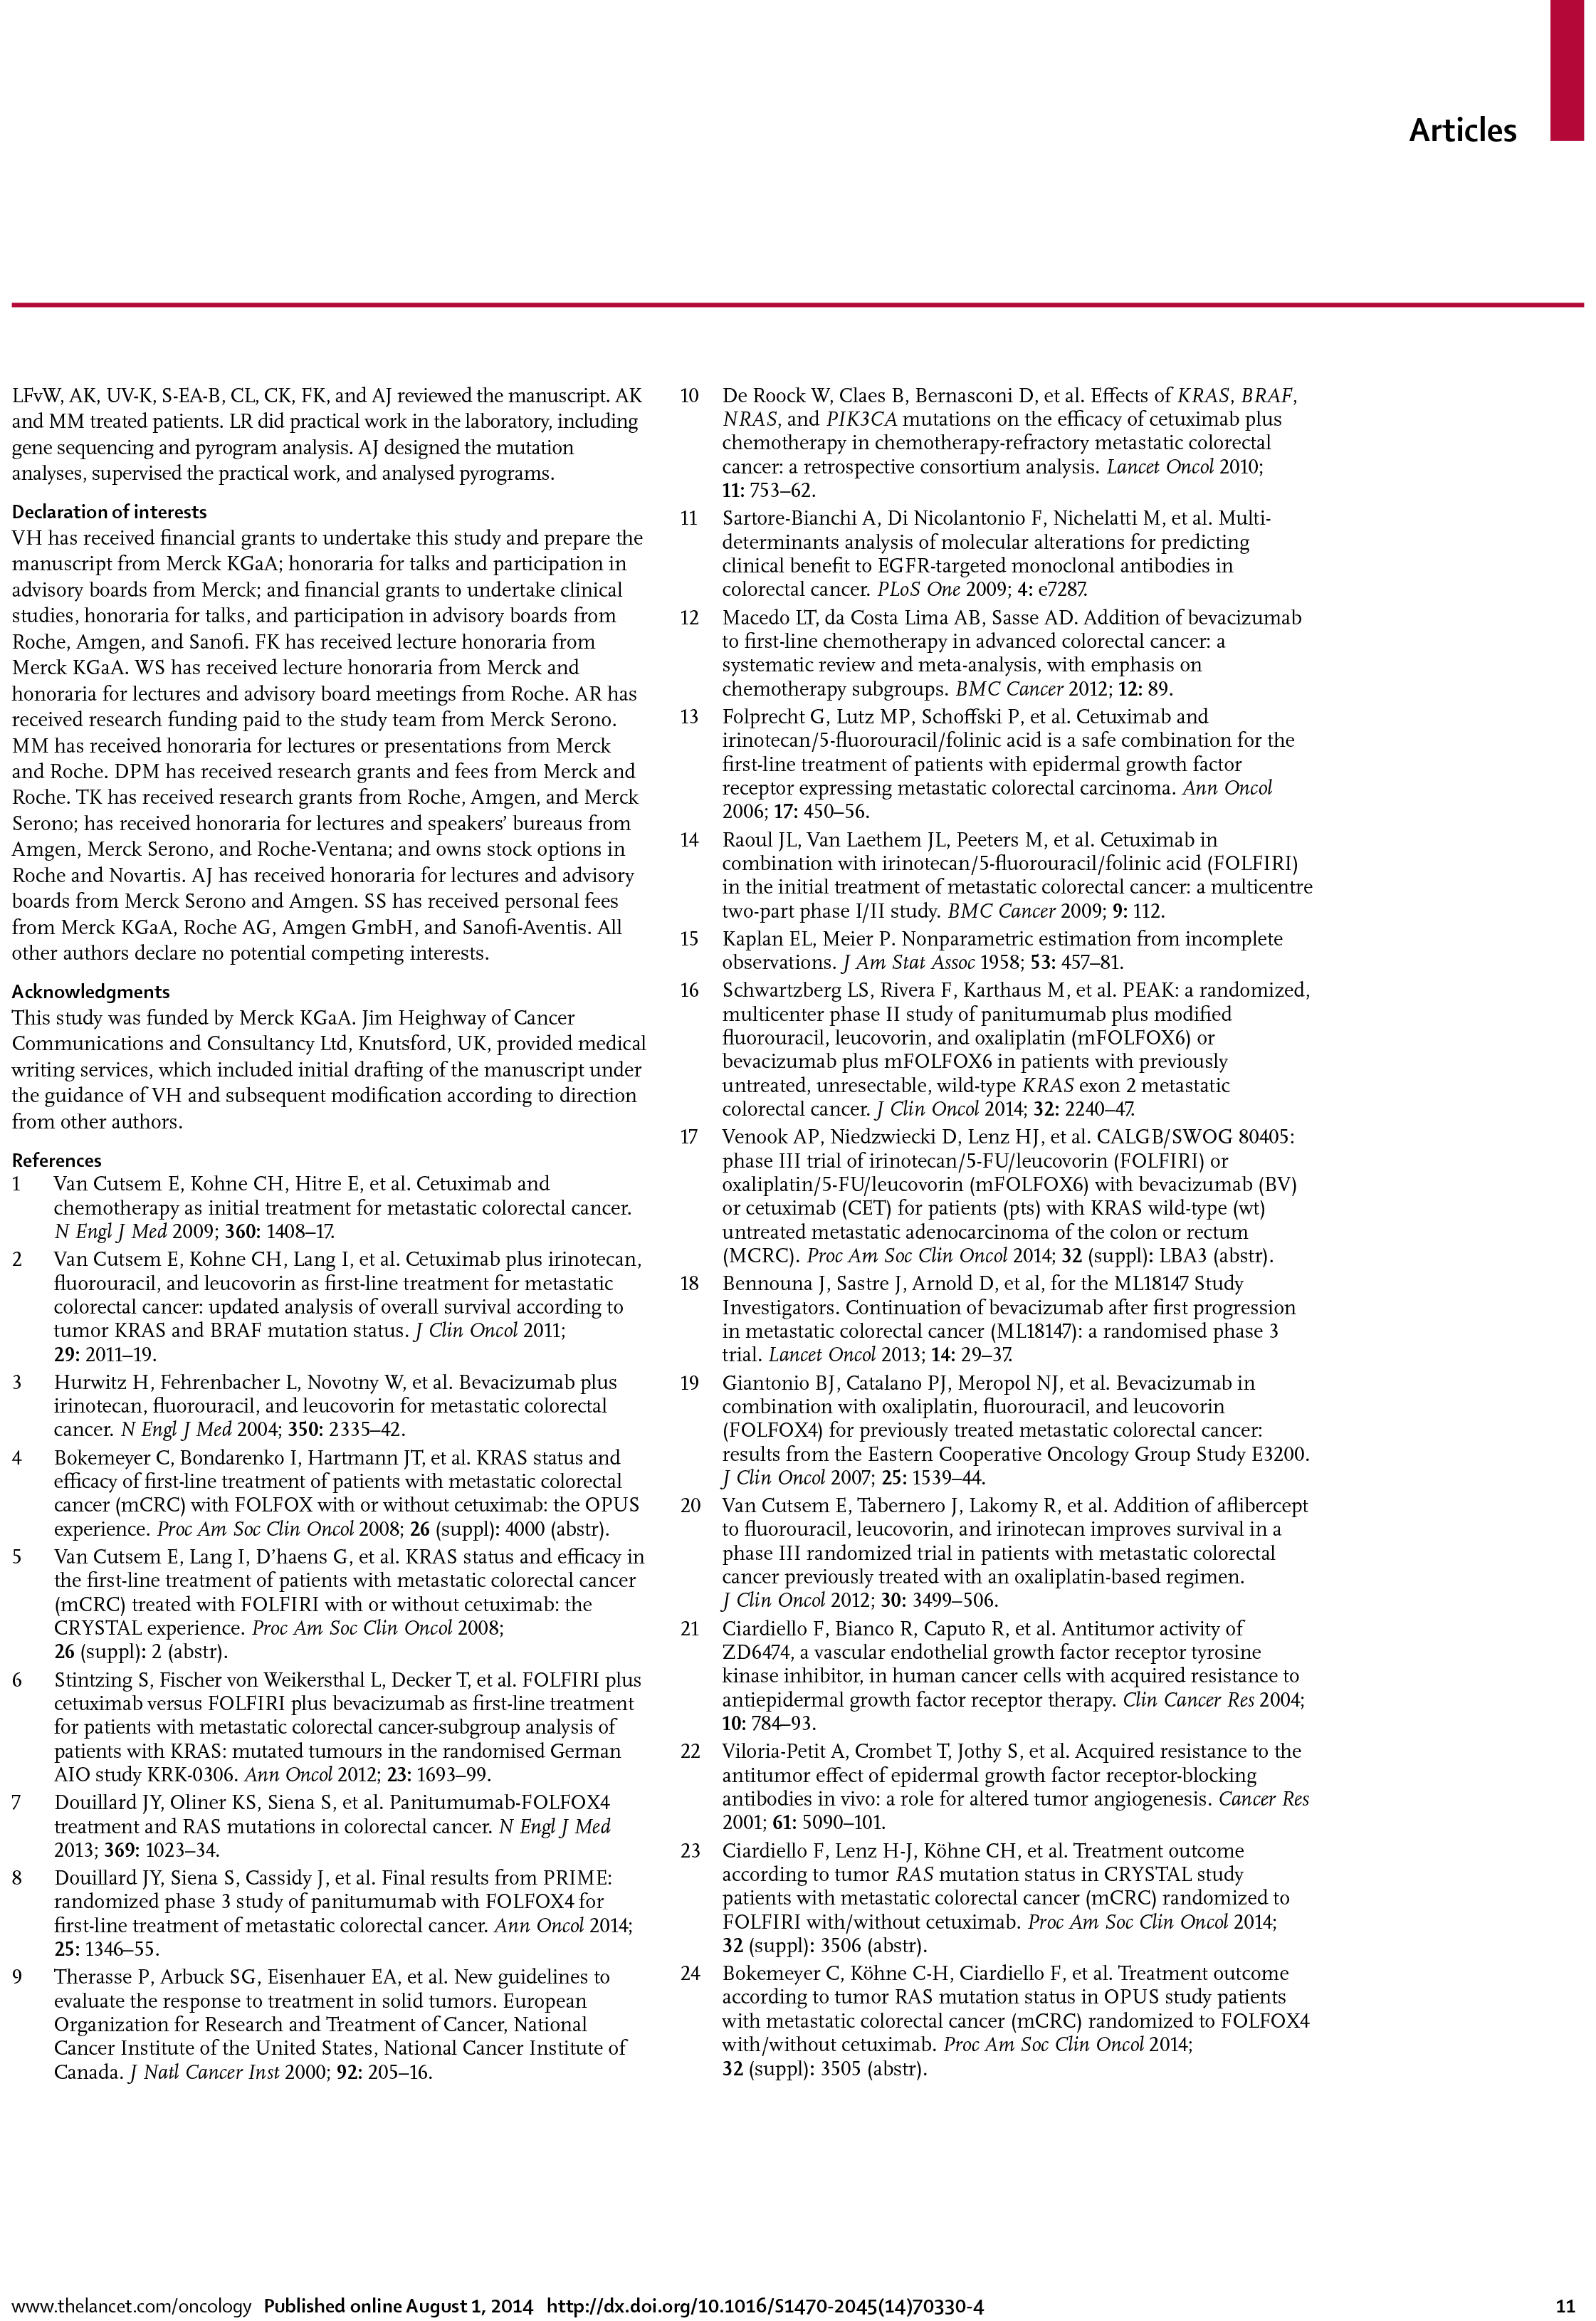 Articles
LFvW, AK, UV-K, S-EA-B, CL, CK, FK, and AJ reviewed the manuscript. AK
and MM treated patients. LR did practical work in the laboratory, including
gene sequencing and pyrogram analysis. AJ designed the mutation
analyses, supervised the practical work, and analysed pyrograms.
Declaration of interests
VH has received financial grants to undertake this study and prepare the
manuscript from Merck KGaA; honoraria for talks and participation in
advisory boards from Merck; and financial grants to undertake clinical
studies, honoraria for talks, and participation in advisory boards from
Roche, Amgen, and Sanofi. FK has received lecture honoraria from
Merck KGaA. WS has received lecture honoraria from Merck and
honoraria for lectures and advisory board meetings from Roche. AR has
received research funding paid to the study team from Merck Serono.
MM has received honoraria for lectures or presentations from Merck
and Roche. DPM has received research grants and fees from Merck and
Roche. TK has received research grants from Roche, Amgen, and Merck
Serono; has received honoraria for lectures and speakers’ bureaus from
Amgen, Merck Serono, and Roche-Ventana; and owns stock options in
Roche and Novartis. AJ has received honoraria for lectures and advisory
boards from Merck Serono and Amgen. SS has received personal fees
from Merck KGaA, Roche AG, Amgen GmbH, and Sanofi-Aventis. All
other authors declare no potential competing interests.
Acknowledgments
This study was funded by Merck KGaA. Jim Heighway of Cancer
Communications and Consultancy Ltd, Knutsford, UK, provided medical
writing services, which included initial drafting of the manuscript under
the guidance of VH and subsequent modification according to direction
from other authors.
References
1 Van Cutsem E, Kohne CH, Hitre E, et al. Cetuximab and
chemotherapy as initial treatment for metastatic colorectal cancer.
N Engl J Med 2009; 360: 1408–17.
2 Van Cutsem E, Kohne CH, Lang I, et al. Cetuximab plus irinotecan,
fluorouracil, and leucovorin as first-line treatment for metastatic
colorectal cancer: updated analysis of overall survival according to
tumor KRAS and BRAF mutation status. J Clin Oncol 2011;
29: 2011–19.
3 Hurwitz H, Fehrenbacher L, Novotny W, et al. Bevacizumab plus
irinotecan, fluorouracil, and leucovorin for metastatic colorectal
cancer. N Engl J Med 2004; 350: 2335–42.
4 Bokemeyer C, Bondarenko I, Hartmann JT, et al. KRAS status and
efficacy of first-line treatment of patients with metastatic colorectal
cancer (mCRC) with FOLFOX with or without cetuximab: the OPUS
experience. Proc Am Soc Clin Oncol 2008; 26 (suppl): 4000 (abstr).
5 Van Cutsem E, Lang I, D’haens G, et al. KRAS status and efficacy in
the first-line treatment of patients with metastatic colorectal cancer
(mCRC) treated with FOLFIRI with or without cetuximab: the
CRYSTAL experience. Proc Am Soc Clin Oncol 2008;
26 (suppl): 2 (abstr).
6 Stintzing S, Fischer von Weikersthal L, Decker T, et al. FOLFIRI plus
cetuximab versus FOLFIRI plus bevacizumab as first-line treatment
for patients with metastatic colorectal cancer-subgroup analysis of
patients with KRAS: mutated tumours in the randomised German
AIO study KRK-0306. Ann Oncol 2012; 23: 1693–99.
7 Douillard JY, Oliner KS, Siena S, et al. Panitumumab-FOLFOX4
treatment and RAS mutations in colorectal cancer. N Engl J Med
2013; 369: 1023–34.
8 Douillard JY, Siena S, Cassidy J, et al. Final results from PRIME:
randomized phase 3 study of panitumumab with FOLFOX4 for
first-line treatment of metastatic colorectal cancer. Ann Oncol 2014;
25: 1346–55.
9 Therasse P, Arbuck SG, Eisenhauer EA, et al. New guidelines to
evaluate the response to treatment in solid tumors. European
Organization for Research and Treatment of Cancer, National
Cancer Institute of the United States, National Cancer Institute of
Canada. J Natl Cancer Inst 2000; 92: 205–16.
10 De Roock W, Claes B, Bernasconi D, et al. Effects of KRAS, BRAF,
NRAS, and PIK3CA mutations on the efficacy of cetuximab plus
chemotherapy in chemotherapy-refractory metastatic colorectal
cancer: a retrospective consortium analysis. Lancet Oncol 2010;
11: 753–62.
11 Sartore-Bianchi A, Di Nicolantonio F, Nichelatti M, et al. Multi-
determinants analysis of molecular alterations for predicting
clinical benefit to EGFR-targeted monoclonal antibodies in
colorectal cancer. PLoS One 2009; 4: e7287.
12 Macedo LT, da Costa Lima AB, Sasse AD. Addition of bevacizumab
to first-line chemotherapy in advanced colorectal cancer: a
systematic review and meta-analysis, with emphasis on
chemotherapy subgroups. BMC Cancer 2012; 12: 89.
13 Folprecht G, Lutz MP, Schoffski P, et al. Cetuximab and
irinotecan/5-fluorouracil/folinic acid is a safe combination for the
first-line treatment of patients with epidermal growth factor
receptor expressing metastatic colorectal carcinoma. Ann Oncol
2006; 17: 450–56.
14 Raoul JL, Van Laethem JL, Peeters M, et al. Cetuximab in
combination with irinotecan/5-fluorouracil/folinic acid (FOLFIRI)
in the initial treatment of metastatic colorectal cancer: a multicentre
two-part phase I/II study. BMC Cancer 2009; 9: 112.
15 Kaplan EL, Meier P. Nonparametric estimation from incomplete
observations. J Am Stat Assoc 1958; 53: 457–81.
16 Schwartzberg LS, Rivera F, Karthaus M, et al. PEAK: a randomized,
multicenter phase II study of panitumumab plus modified
fluorouracil, leucovorin, and oxaliplatin (mFOLFOX6) or
bevacizumab plus mFOLFOX6 in patients with previously
untreated, unresectable, wild-type KRAS exon 2 metastatic
colorectal cancer. J Clin Oncol 2014; 32: 2240–47.
17 Venook AP, Niedzwiecki D, Lenz HJ, et al. CALGB/SWOG 80405:
phase III trial of irinotecan/5-FU/leucovorin (FOLFIRI) or
oxaliplatin/5-FU/leucovorin (mFOLFOX6) with bevacizumab (BV)
or cetuximab (CET) for patients (pts) with KRAS wild-type (wt)
untreated metastatic adenocarcinoma of the colon or rectum
(MCRC). Proc Am Soc Clin Oncol 2014; 32 (suppl): LBA3 (abstr).
18 Bennouna J, Sastre J, Arnold D, et al, for the ML18147 Study
Investigators. Continuation of bevacizumab after first progression
in metastatic colorectal cancer (ML18147): a randomised phase 3
trial. Lancet Oncol 2013; 14: 29–37.
19 Giantonio BJ, Catalano PJ, Meropol NJ, et al. Bevacizumab in
combination with oxaliplatin, fluorouracil, and leucovorin
(FOLFOX4) for previously treated metastatic colorectal cancer:
results from the Eastern Cooperative Oncology Group Study E3200.
J Clin Oncol 2007; 25: 1539–44.
20 Van Cutsem E, Tabernero J, Lakomy R, et al. Addition of aflibercept
to fluorouracil, leucovorin, and irinotecan improves survival in a
phase III randomized trial in patients with metastatic colorectal
cancer previously treated with an oxaliplatin-based regimen.
J Clin Oncol 2012; 30: 3499–506.
21 Ciardiello F, Bianco R, Caputo R, et al. Antitumor activity of
ZD6474, a vascular endothelial growth factor receptor tyrosine
kinase inhibitor, in human cancer cells with acquired resistance to
antiepidermal growth factor receptor therapy. Clin Cancer Res 2004;
10: 784–93.
22 Viloria-Petit A, Crombet T, Jothy S, et al. Acquired resistance to the
antitumor effect of epidermal growth factor receptor-blocking
antibodies in vivo: a role for altered tumor angiogenesis. Cancer Res
2001; 61: 5090–101.
23 Ciardiello F, Lenz H-J, Köhne CH, et al. Treatment outcome
according to tumor RAS mutation status in CRYSTAL study
patients with metastatic colorectal cancer (mCRC) randomized to
FOLFIRI with/without cetuximab. Proc Am Soc Clin Oncol 2014;
32 (suppl): 3506 (abstr).
24 Bokemeyer C, Köhne C-H, Ciardiello F, et al. Treatment outcome
according to tumor RAS mutation status in OPUS study patients
with metastatic colorectal cancer (mCRC) randomized to FOLFOX4
with/without cetuximab. Proc Am Soc Clin Oncol 2014;
32 (suppl): 3505 (abstr).
www.thelancet.com/oncology Published online August 1, 2014 http://dx.doi.org/10.1016/S1470-2045(14)70330-4 11